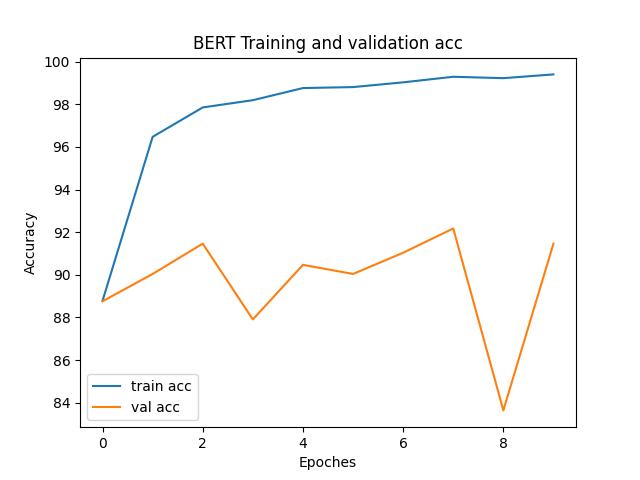 BERT Training and validation acc
Accuracy
100
98
96
94
92
90
88
86
84
train acc
val acc
0 2 4 6 8
Epoches